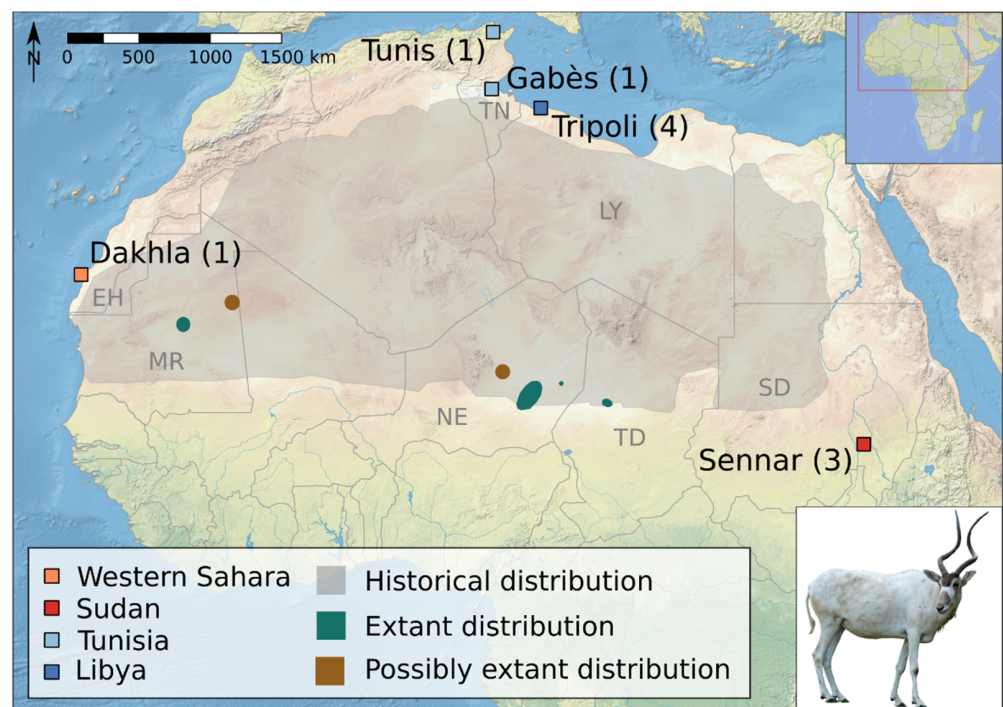 N
0 500 1000 1500 km
Tunis (1)
Gabès (1)
TN
Tripoli (4)
LY
Dakhla (1)
EH
MR
SD
NE
TD
Sennar (3)
Western Sahara
Sudan
Tunisia
Libya
Historical distribution
Extant distribution
Possibly extant distribution